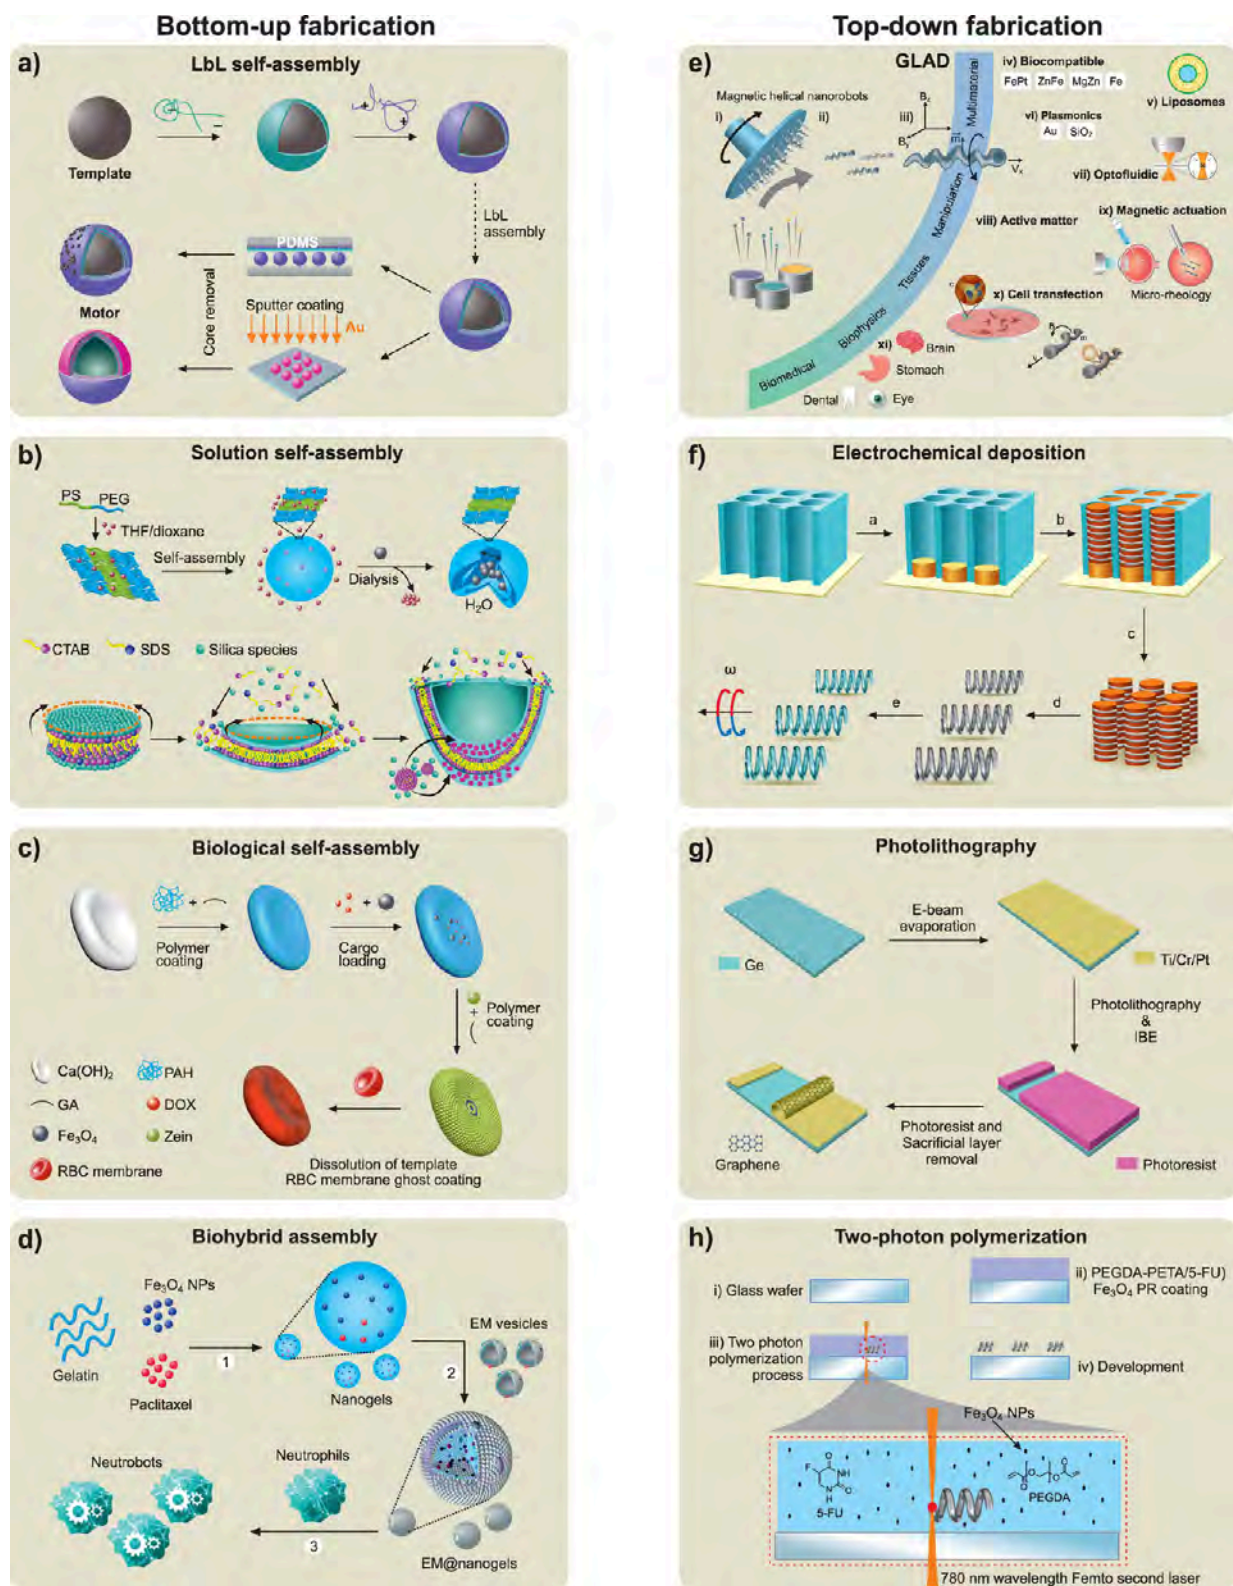 Bottom-up fabrication
a)
LbL self-assembly
−
+
+
Template
LbL
assembly
PDMS
Core removal
Sputter coating
Au
Motor
b)
Solution self-assembly
PS
PEG
THF/dioxane
Self-assembly
Dialysis
H₂O
CTAB
SDS
Silica species
c)
Biological self-assembly
+
+
Polymer
coating
Cargo
loading
+
Polymer
coating
Ca(OH)₂
PAH
GA
DOX
Fe₃O₄
Zein
RBC membrane
Dissolution of template
RBC membrane ghost coating
d)
Biohybrid assembly
Fe₃O₄ NPs
Gelatin
Paclitaxel
1
Nanogels
2
EM vesicles
Neutrobots
Neutrophils
3
EM@nanogels
Top-down fabrication
e)
GLAD
Magnetic helical nanorobots
i)
ii)
iii)
Multimaterial
Manipulation
Tissues
Biophysics
Biomedical
iv) Biocompatible
FePt ZnFe MgZn Fe
v) Liposomes
vi) Plasmonics
Au SiO₂
vii) Optofluidic
viii) Active matter
ix) Magnetic actuation
Micro-rheology
x) Cell transfection
xi)
Brain
Stomach
Dental
Eye
f)
Electrochemical deposition
a
b
c
d
e
ω
g)
Photolithography
Ge
E-beam
evaporation
Ti/Cr/Pt
Photolithography
&
IBE
Photoresist
Photoresist and
Sacrificial layer
removal
Graphene
h)
Two-photon polymerization
i) Glass wafer
ii) PEGDA-PETA/5-FU)
Fe₃O₄ PR coating
iii) Two photon
polymerization
process
iv) Development
Fe₃O₄ NPs
F
O
NH
N
H
O
5-FU
O
O
O
O
PEGDA
780 nm wavelength Femto second laser